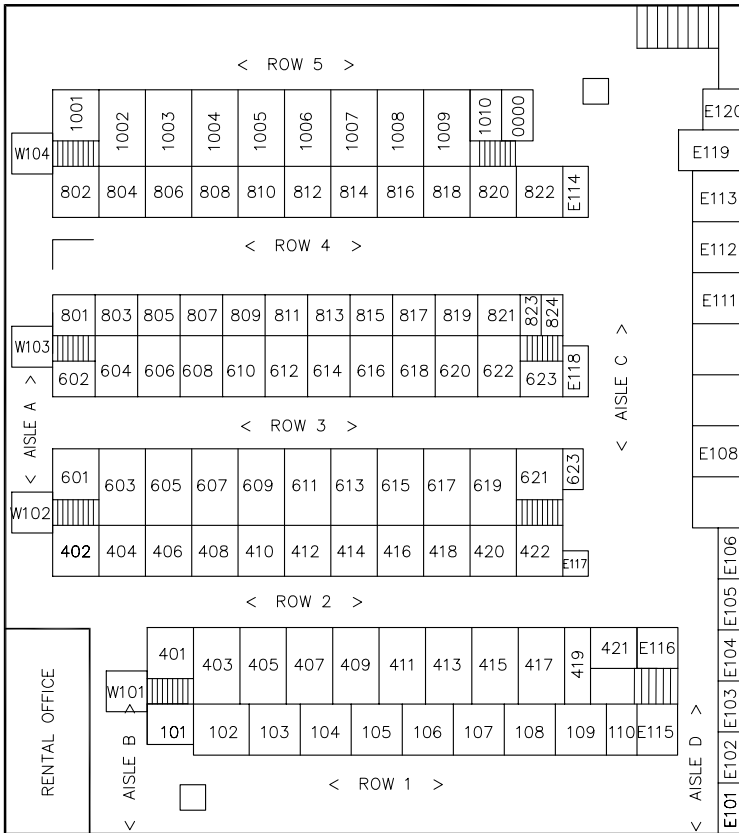 < ROW 5 >
1001 1002 1003 1004 1005 1006 1007 1008 1009 1010 0000
E120
W104
E119
802 804 806 808 810 812 814 816 818 820 822 E114
E113
< ROW 4 >
E112
E111
801 803 805 807 809 811 813 815 817 819 821 823 824
W103
602 604 606 608 610 612 614 616 618 620 622 623 E118
< AISLE A >
< AISLE C >
< ROW 3 >
E108
601 603 605 607 609 611 613 615 617 619 621 623
W102
402 404 406 408 410 412 414 416 418 420 422 E117
E106
E105
< ROW 2 >
E104
401 403 405 407 409 411 413 415 417 419 421 E116
W101
E103
101 102 103 104 105 106 107 108 109 110 E115
RENTAL OFFICE
< AISLE B >
< AISLE D >
E102
< ROW 1 >
E101